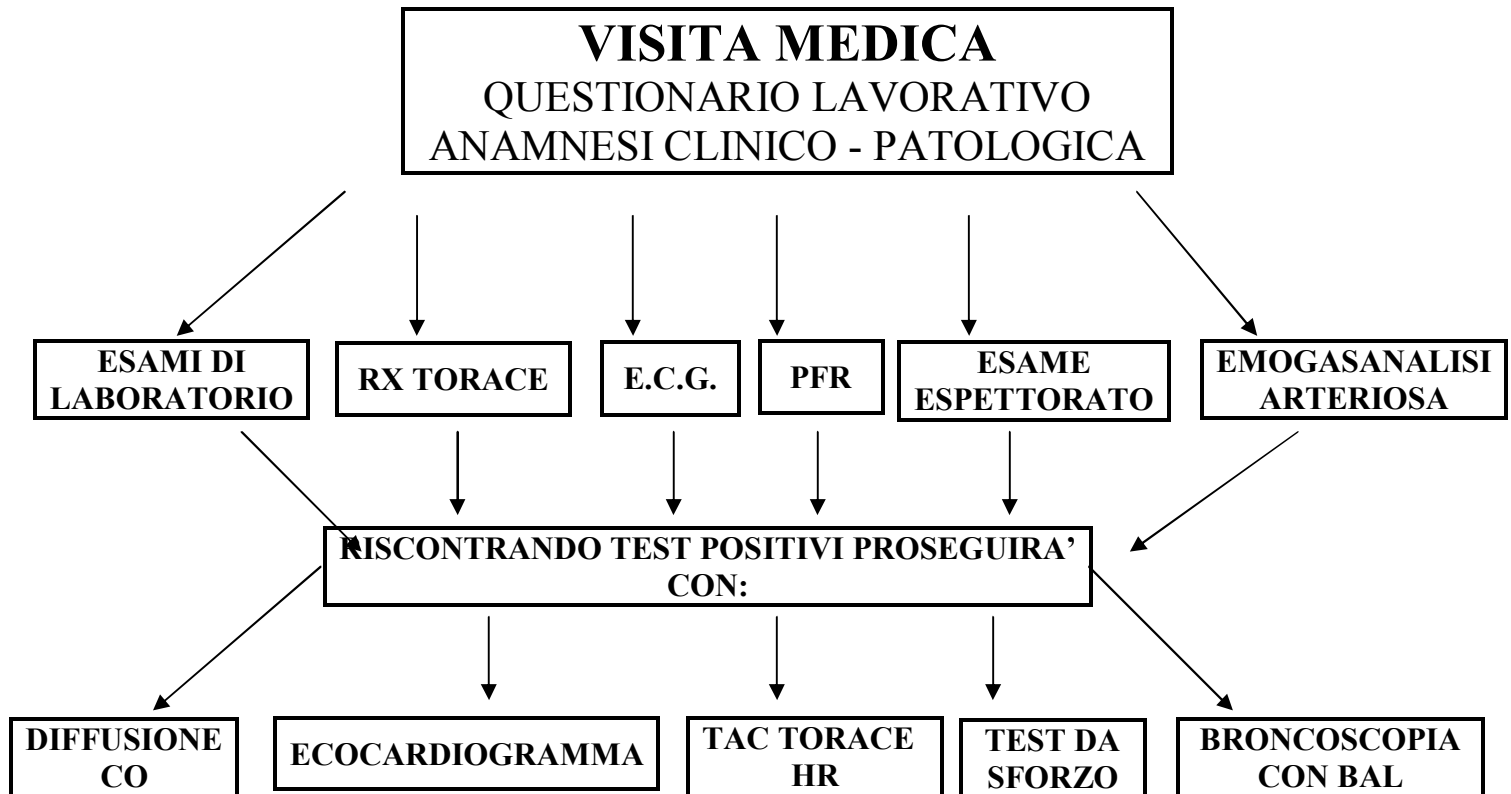 VISITA MEDICA
QUESTIONARIO LAVORATIVO
ANAMNESI CLINICO - PATOLOGICA
ESAMI DI
LABORATORIO
RX TORACE
E.C.G.
PFR
ESAME
ESPETTORATO
EMOGASANALISI
ARTERIOSA
RISCONTRANDO TEST POSITIVI PROSEGUIRA’
CON:
DIFFUSIONE
CO
ECOCARDIOGRAMMA
TAC TORACE
HR
TEST DA
SFORZO
BRONCOSCOPIA
CON BAL